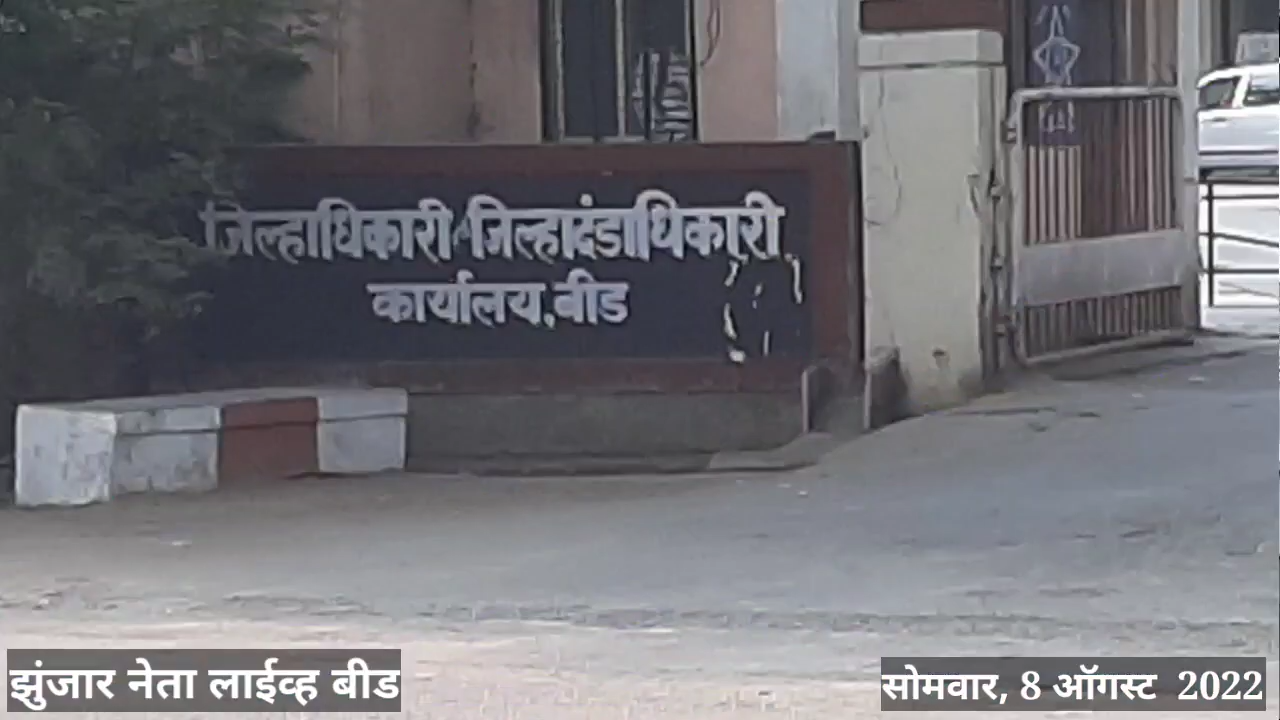 जिल्हाधिकारी/जिल्हादंडाधिकारी
कार्यालय,बीड
झुंजार नेता लाईव्ह बीड
सोमवार, 8 ऑगस्ट 2022